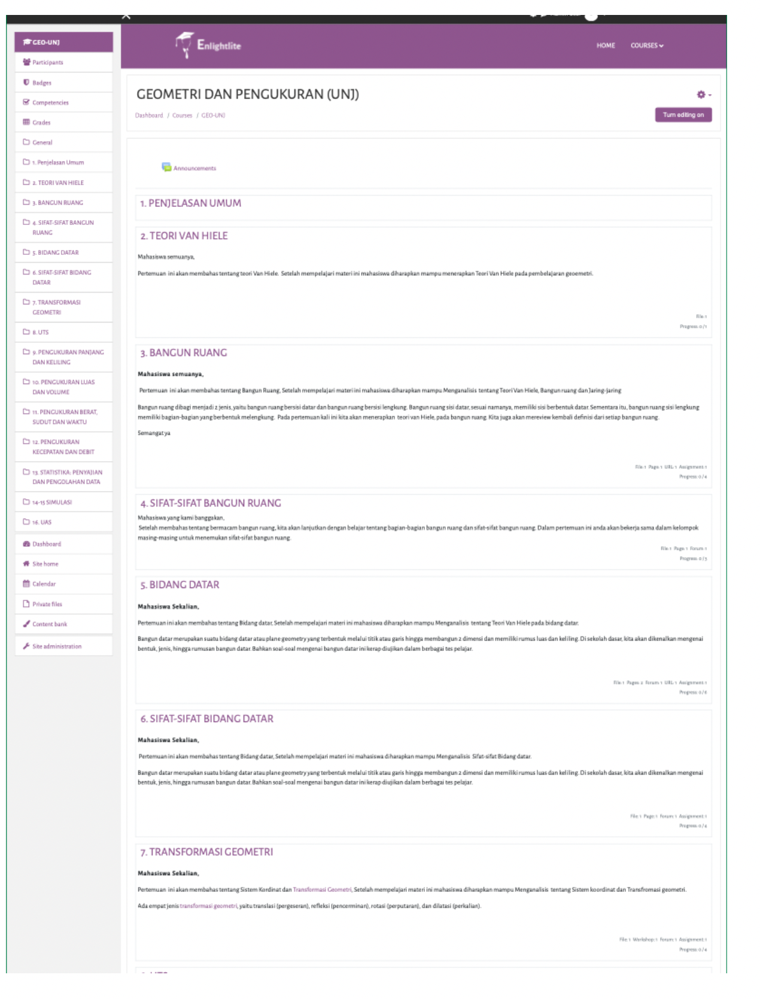 GEO-UNJ
Participants
Badges
Competencies
Grades
General
1. Penjelasan Umum
2. TEORI VAN HIELE
3. BANGUN RUANG
4. SIFAT-SIFAT BANGUN
RUANG
5. BIDANG DATAR
6. SIFAT-SIFAT BIDANG
DATAR
7. TRANSFORMASI
GEOMETRI
8. UTS
9. PENGUKURAN PANJANG
DAN KELILING
10. PENGUKURAN LUAS
DAN VOLUME
11. PENGUKURAN BERAT,
SUDUT DAN WAKTU
12. PENGUKURAN
KECEPATAN DAN DEBIT
13. STATISTIKA: PENYAJIAN
DAN PENGOLAHAN DATA
14-15 SIMULASI
16. UAS
Dashboard
Site home
Calendar
Private files
Content bank
Site administration
Enlightlite
HOME COURSES
GEOMETRI DAN PENGUKURAN (UNJ)
Dashboard / Courses / GEO-UNJ
Turn editing on
Announcements
1. PENJELASAN UMUM
2. TEORI VAN HIELE
Mahasiswa semuanya,
Pertemuan ini akan membahas tentang teori Van Hiele. Setelah mempelajari materi ini mahasiswa diharapkan mampu menerapkan Teori Van Hiele pada pembelajaran geoemetri.
File: 1
Progress: 0 / 1
3. BANGUN RUANG
Mahasiswa semuanya,
Pertemuan ini akan membahas tentang Bangun Ruang, Setelah mempelajari materi ini mahasiswa diharapkan mampu Menganalisis tentang Teori Van Hiele, Bangun ruang dan Jaring-jaring
Bangun ruang dibagi menjadi 2 jenis, yaitu bangun ruang bersisi datar dan bangun ruang bersisi lengkung. Bangun ruang sisi datar, sesuai namanya, memiliki sisi berbentuk datar. Sementara itu, bangun ruang sisi lengkung
memiliki bagian-bagian yang berbentuk melengkung. Pada pertemuan kali ini kita akan menerapkan teori van Hiele, pada bangun ruang. Kita juga akan mereview kembali definisi dari setiap bangun ruang.
Semangat ya
File: 1 Page: 1 URL: 1 Assignment: 1
Progress: 0 / 4
4. SIFAT-SIFAT BANGUN RUANG
Mahasiswa yang kami banggakan,
Setelah membahas tentang bermacam bangun ruang, kita akan lanjutkan dengan belajar tentang bagian-bagian bangun ruang dan sifat-sifat bangun ruang. Dalam pertemuan ini anda akan bekerja sama dalam kelompok
masing-masing untuk menemukan sifat-sifat bangun ruang.
File: 1 Page: 1 Forum: 1
Progress: 0 / 3
5. BIDANG DATAR
Mahasiswa Sekalian,
Pertemuan ini akan membahas tentang Bidang datar, Setelah mempelajari materi ini mahasiswa diharapkan mampu Menganalisis tentang Teori Van Hiele pada bidang datar.
Bangun datar merupakan suatu bidang datar atau plane geometry yang terbentuk melalui titik atau garis hingga membangun 2 dimensi dan memiliki rumus luas dan keliling. Di sekolah dasar, kita akan dikenalkan mengenai
bentuk, jenis, hingga rumusan bangun datar. Bahkan soal-soal mengenai bangun datar ini kerap diujikan dalam berbagai tes pelajar.
File: 1 Pages: 2 Forum: 1 URL: 1 Assignment: 1
Progress: 0 / 6
6. SIFAT-SIFAT BIDANG DATAR
Mahasiswa Sekalian,
Pertemuan ini akan membahas tentang Bidang datar, Setelah mempelajari materi ini mahasiswa diharapkan mampu Menganalisis Sifat-sifat Bidang datar.
Bangun datar merupakan suatu bidang datar atau plane geometry yang terbentuk melalui titik atau garis hingga membangun 2 dimensi dan memiliki rumus luas dan keliling. Di sekolah dasar, kita akan dikenalkan mengenai
bentuk, jenis, hingga rumusan bangun datar. Bahkan soal-soal mengenai bangun datar ini kerap diujikan dalam berbagai tes pelajar.
File: 1 Page: 1 Forum: 1 Assignment: 1
Progress: 0 / 4
7. TRANSFORMASI GEOMETRI
Mahasiswa Sekalian,
Pertemuan ini akan membahas tentang Sistem Kordinat dan Transformasi Geometri, Setelah mempelajari materi ini mahasiswa diharapkan mampu Menganalisis tentang Sistem koordinat dan Transfromasi geometri.
Ada empat jenis transformasi geometri, yaitu translasi (pergeseran), refleksi (pencerminan), rotasi (perputaran), dan dilatasi (perkalian).
File: 1 Workshop: 1 Forum: 1 Assignment: 1
Progress: 0 / 4